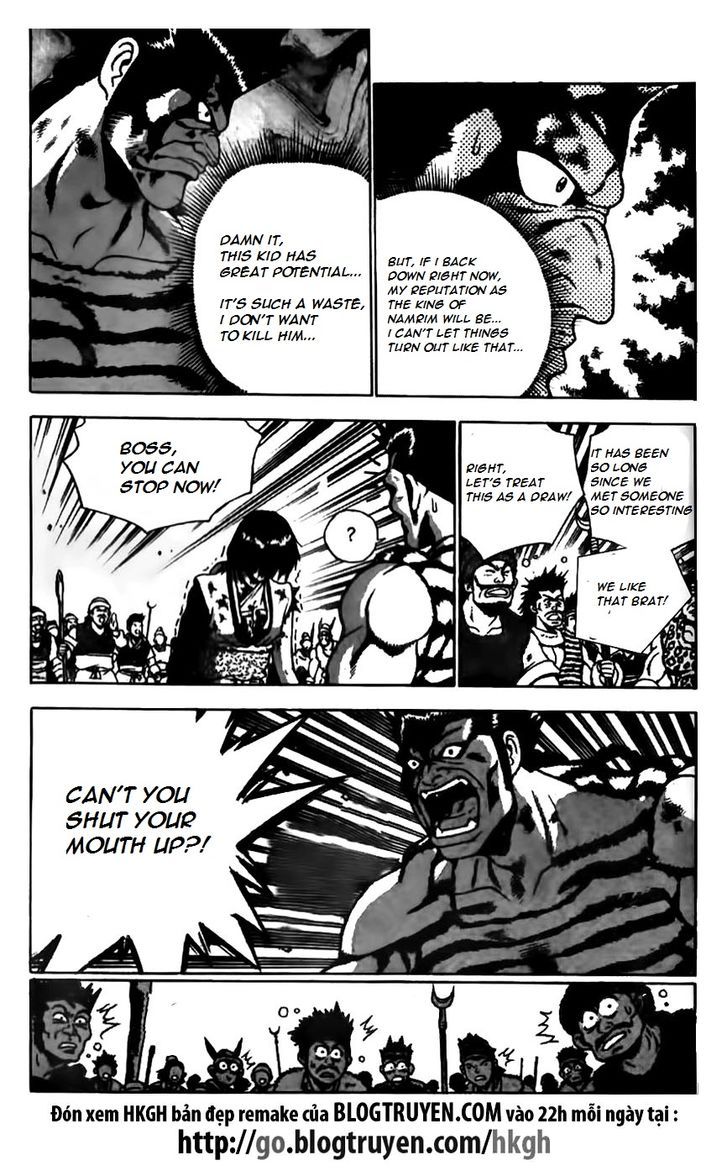 DAMN IT,
THIS KID HAS
GREAT POTENTIAL...
IT'S SUCH A WASTE,
I DON'T WANT
TO KILL HIM...
BUT, IF I BACK
DOWN RIGHT NOW,
MY REPUTATION AS
THE KING OF
NAMRIM WILL BE...
I CAN'T LET THINGS
TURN OUT LIKE THAT...
BOSS,
YOU CAN
STOP NOW!
?
RIGHT,
LET'S TREAT
THIS AS A DRAW!
IT HAS BEEN
SO LONG
SINCE WE
MET SOMEONE
SO INTERESTING
WE LIKE
THAT BRAT!
CAN'T YOU
SHUT YOUR
MOUTH UP?!
Đón xem HKGH bản đẹp remake của BLOGTRUYEN.COM vào 22h mỗi ngày tại :
http://go.blogtruyen.com/hkgh